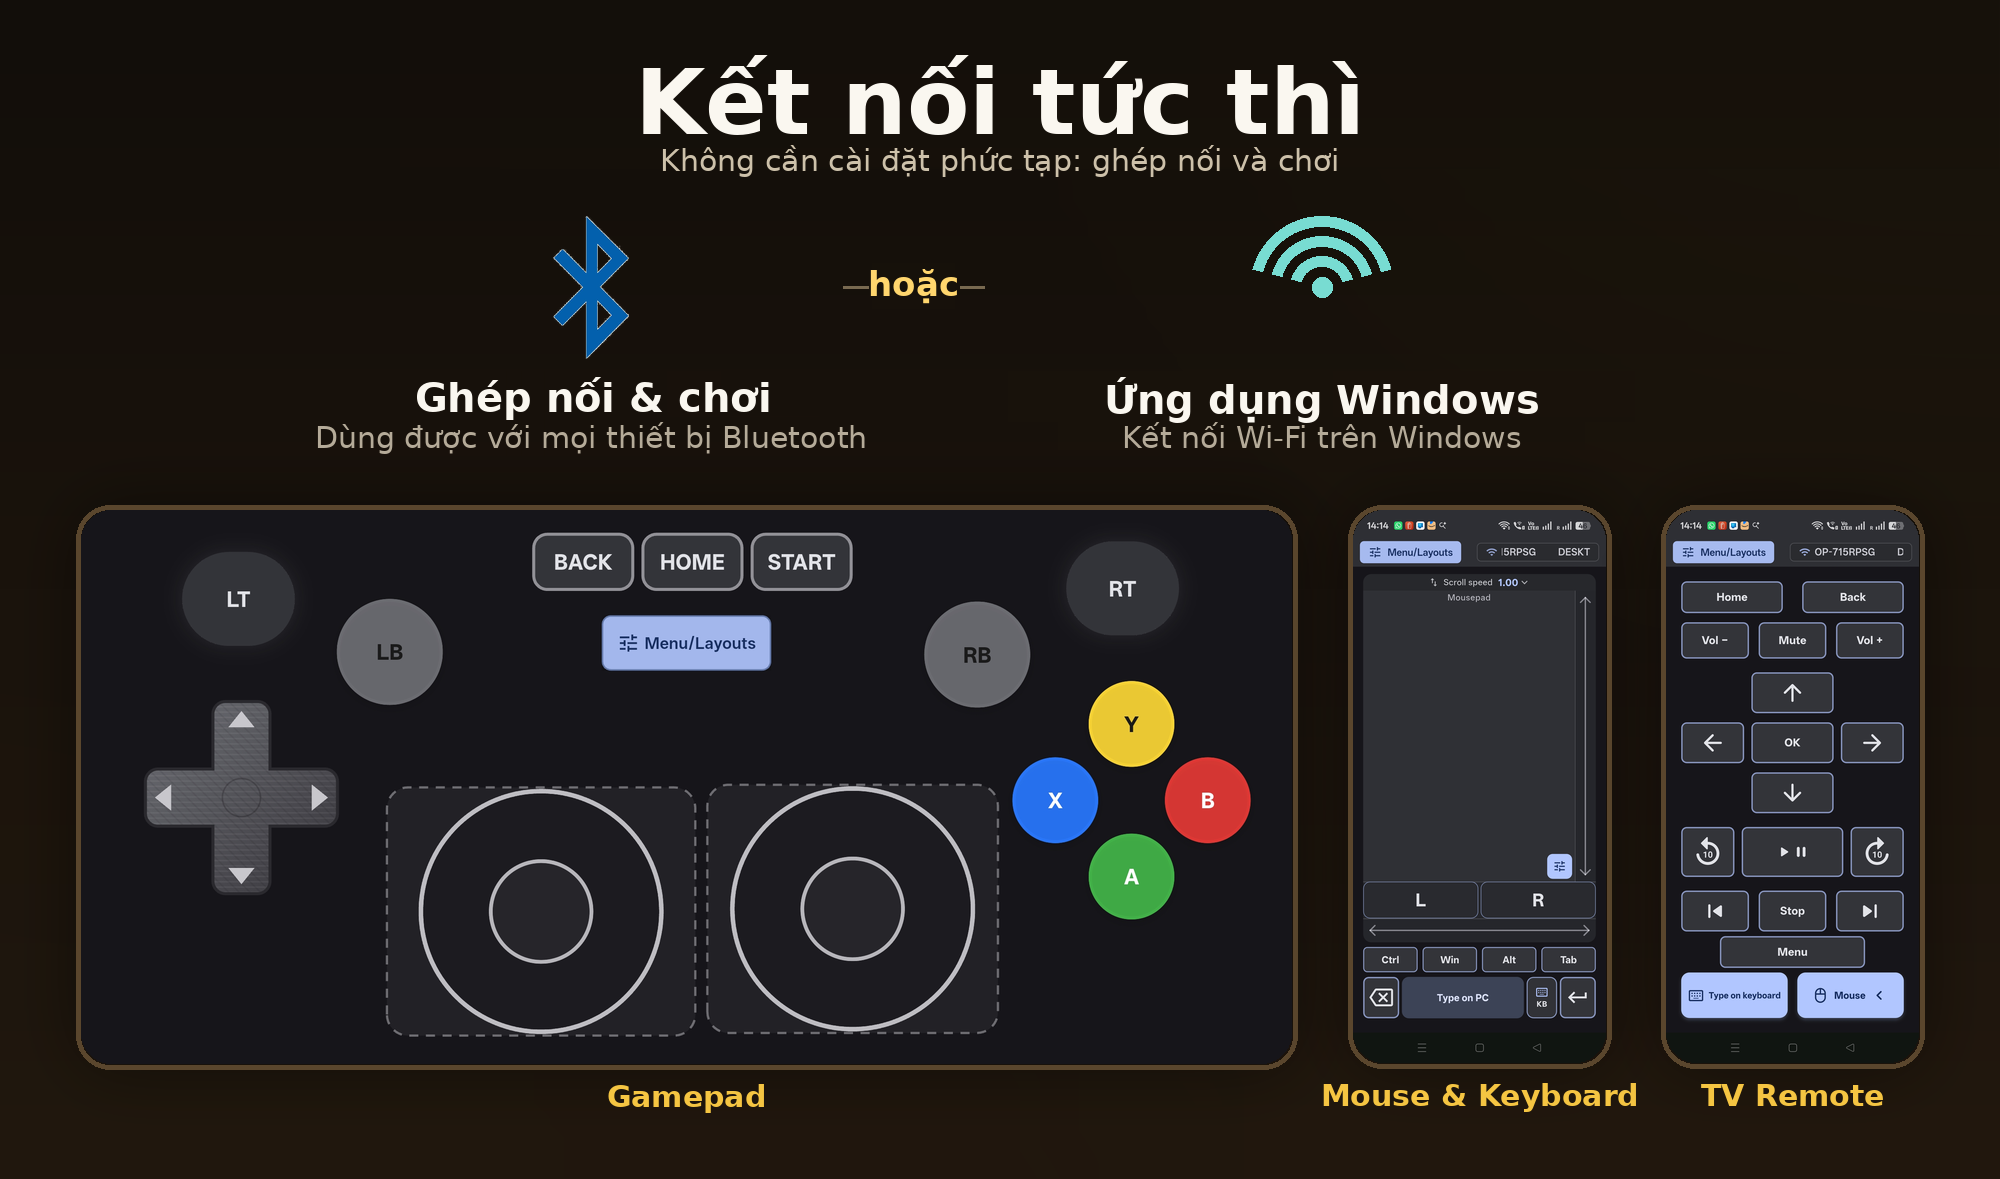 Kết nối tức thì
Không cần cài đặt phức tạp: ghép nối và chơi
hoặc
Ghép nối & chơi
Dùng được với mọi thiết bị Bluetooth
Ứng dụng Windows
Kết nối Wi-Fi trên Windows
LT
LB
BACK
HOME
START
Menu/Layouts
RT
RB
Y
X
B
A
Gamepad
14:14
Menu/Layouts
5RPSG DESKT
Scroll speed 1.00
Mousepad
L
R
Ctrl
Win
Alt
Tab
Type on PC
KB
Mouse & Keyboard
14:14
Menu/Layouts
OP-715RPSG D
Home
Back
Vol −
Mute
Vol +
OK
10
10
Stop
Menu
Type on keyboard
Mouse
TV Remote